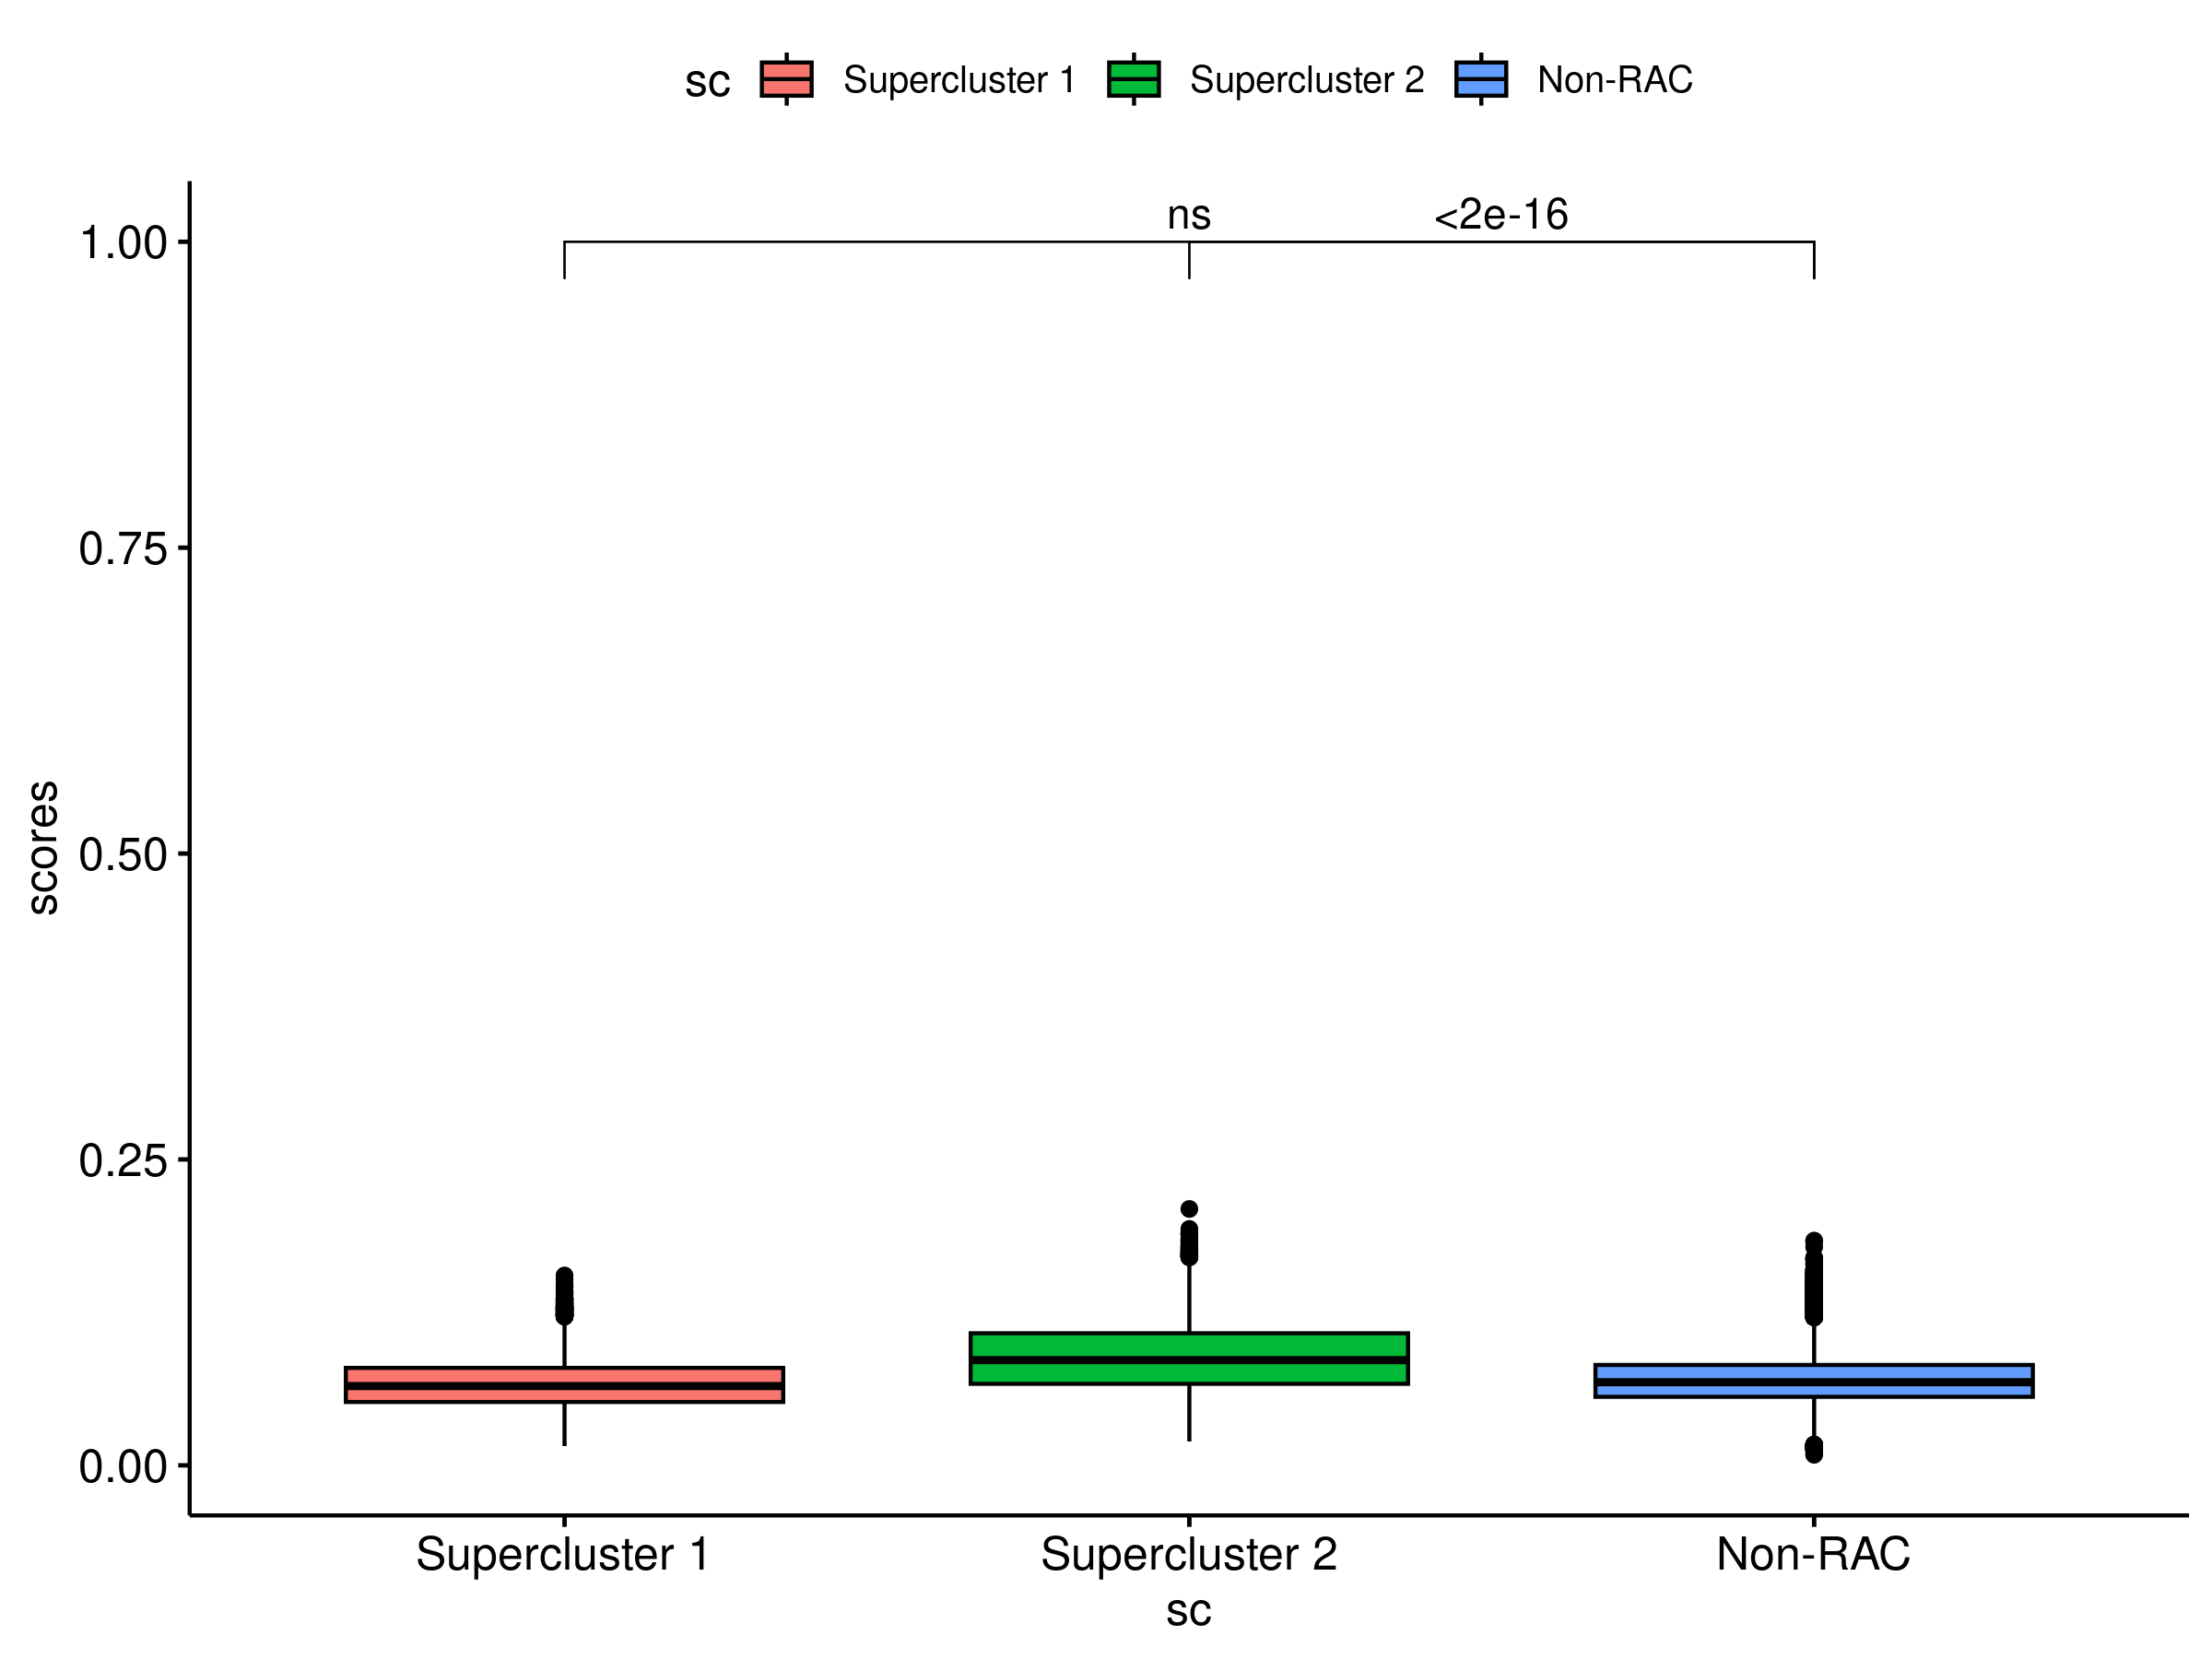 sc Supercluster 1 Supercluster 2 Non-RAC
ns <2e-16
1.00
0.75
0.50
0.25
0.00
scores
Supercluster 1 Supercluster 2 Non-RAC
sc